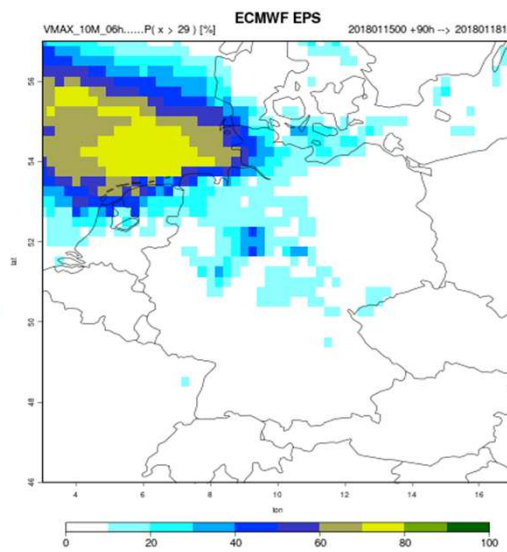 ECMWF EPS
VMAX_10M_06h......P( x > 29 ) [%]
2018011500 +90h --> 201801181
56
54
52
50
48
46
lat
4 6 8 10 12 14 16
lon
0 20 40 60 80 100